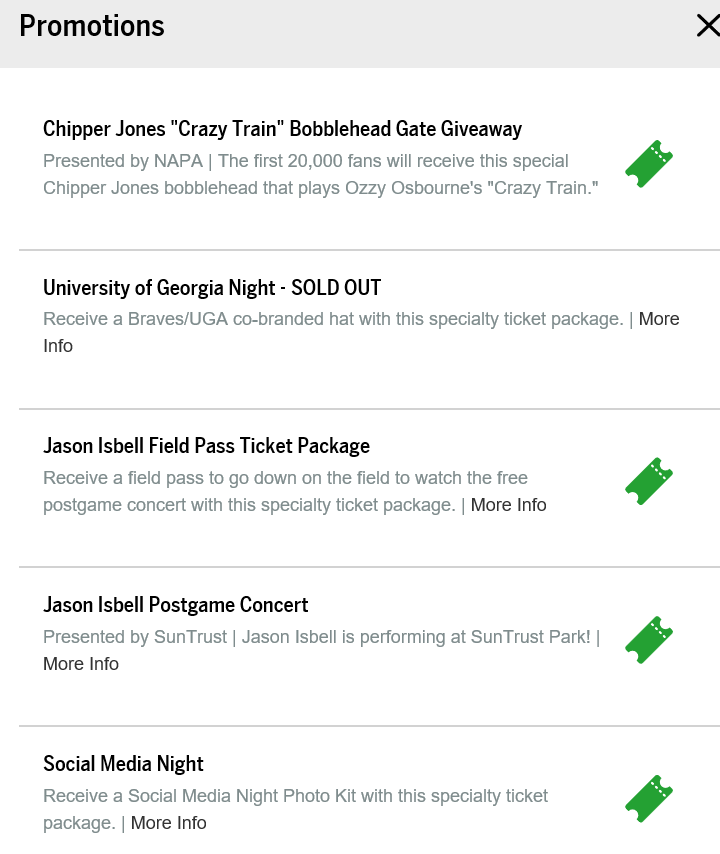 Promotions
Chipper Jones "Crazy Train" Bobblehead Gate Giveaway
Presented by NAPA | The first 20,000 fans will receive this special
Chipper Jones bobblehead that plays Ozzy Osbourne's "Crazy Train."
University of Georgia Night - SOLD OUT
Receive a Braves/UGA co-branded hat with this specialty ticket package. | More
Info
Jason Isbell Field Pass Ticket Package
Receive a field pass to go down on the field to watch the free
postgame concert with this specialty ticket package. | More Info
Jason Isbell Postgame Concert
Presented by SunTrust | Jason Isbell is performing at SunTrust Park! |
More Info
Social Media Night
Receive a Social Media Night Photo Kit with this specialty ticket
package. | More Info